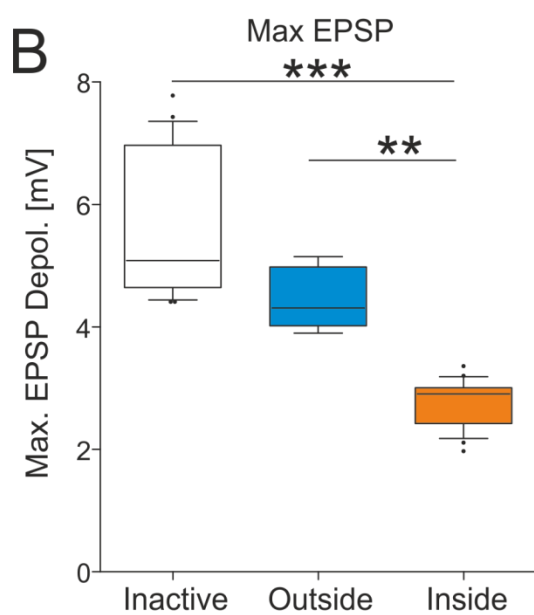 B
Max EPSP
***
**
Max. EPSP Depol. [mV]
8
6
4
2
0
Inactive Outside Inside